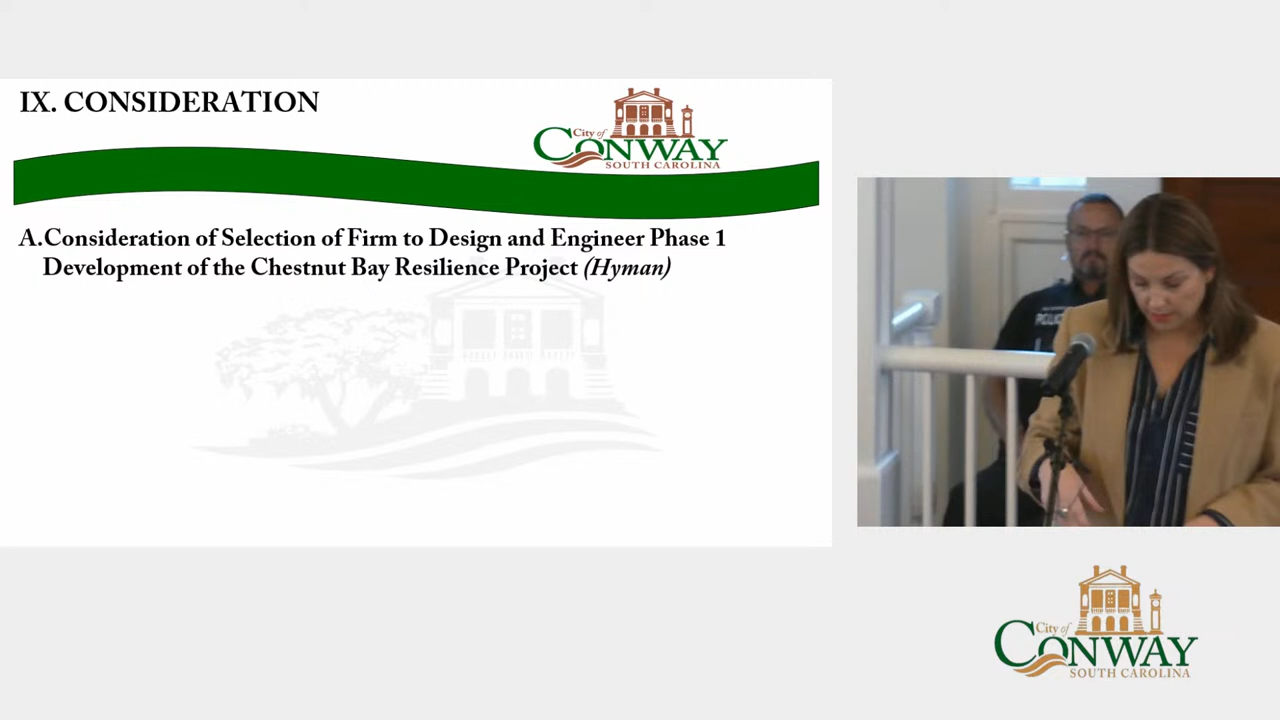 IX. CONSIDERATION
City of
CONWAY
SOUTH CAROLINA
A.Consideration of Selection of Firm to Design and Engineer Phase 1
Development of the Chestnut Bay Resilience Project (Hyman)
POLICE
City of
CONWAY
SOUTH CAROLINA